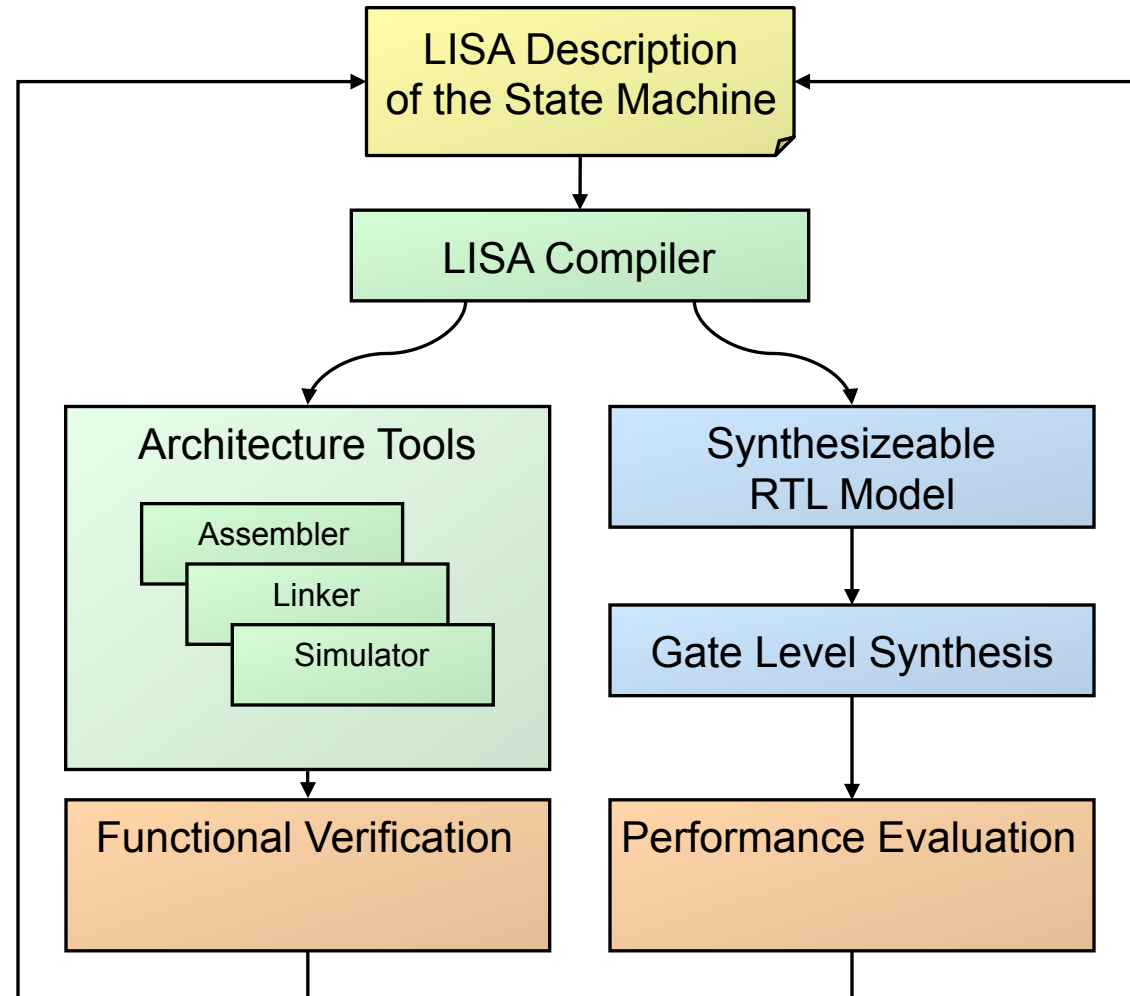 LISA Description
of the State Machine
LISA Compiler
Architecture Tools
Assembler
Linker
Simulator
Synthesizeable
RTL Model
Gate Level Synthesis
Functional Verification
Performance Evaluation